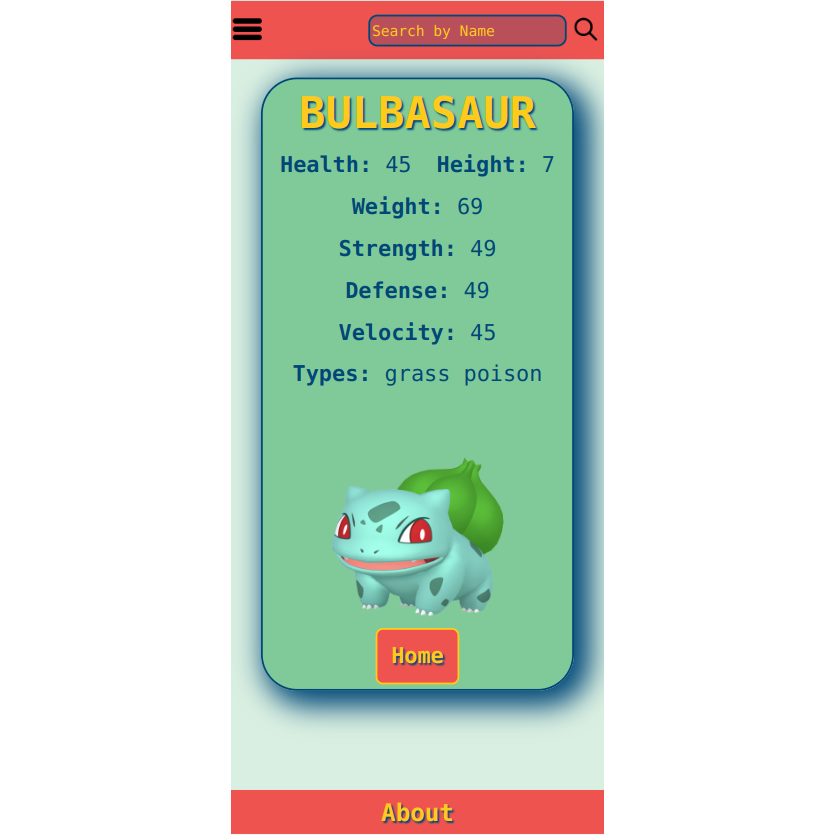 Search by Name
BULBASAUR
Health: 45 Height: 7
Weight: 69
Strength: 49
Defense: 49
Velocity: 45
Types: grass poison
Home
About